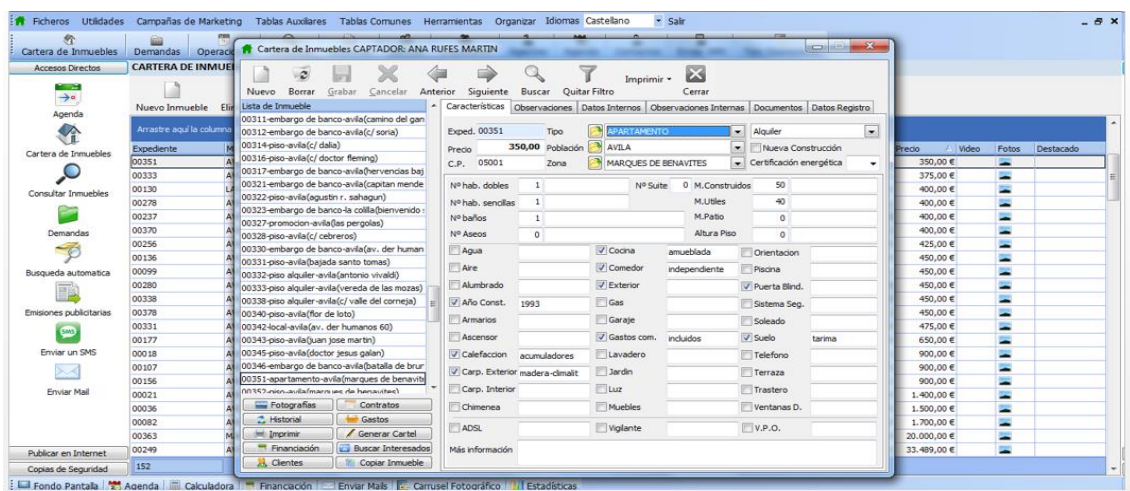 Ficheros Utilidades Campañas de Marketing Tablas Auxliares Tablas Comunes Herramientas Organizar Idiomas Castellano Salir
Cartera de Inmuebles Demandas
Accesos Directos
Agenda
Cartera de Inmuebles
Consultar Inmuebles
Demandas
Busqueda automatica
Emisiones publicitarias
SMS
Enviar un SMS
Enviar Mail
Publicar en Internet
Copias de Seguridad
Nuevo Inmueble
Arrastre aquí la columna
Expediente
00351
00333
00130
00278
00237
00370
00256
00136
00099
00280
00338
00378
00331
00177
00018
00107
00156
00021
00036
00082
00363
00249
152
Cartera de Inmuebles CAPTADOR: ANA RUFES MARTIN
Nuevo Borrar Grabar Cancelar Anterior Siguiente Buscar Quitar Filtro Imprimir Cerrar
Lista de Inmueble
00311-embargo de banco-avila(camino del gan
00312-embargo de banco-avila(c/ soria)
00314-piso-avila(c/ dalia)
00316-piso-avila(c/ doctor fleming)
00317-embargo de banco-avila(hervencias baj
00321-embargo de banco-avila(capitan mende
00322-piso-avila(agustin r. sahagun)
00323-embargo de banco-la colilla(bienvenido
00327-promocion-avila(las pergolas)
00328-piso-avila(c/ cebreros)
00330-embargo de banco-avila(av. der human
00331-piso-avila(bajada santo tomas)
00332-piso alquiler-avila(antonio vivaldi)
00333-piso alquiler-avila(vereda de las mozas)
00338-piso alquiler-avila(c/ valle del corneja)
00340-piso-avila(flor de loto)
00342-local-avila(av. der humanos 60)
00343-piso-avila(juan jose martin)
00345-piso-avila(doctor jesus galan)
00346-embargo de banco-avila(batalla de brur
00351-apartamento-avila(marques de benavit
00352-piso-avila(marques de benavites)
Fotografías Contratos
Historial Gastos
Imprimir Generar Cartel
Financiación Buscar Interesados
Clientes Copiar Inmueble
Características Observaciones Datos Internos Observaciones Internas Documentos Datos Registro
Exped. 00351 Tipo APARTAMENTO Alquiler
Precio 350,00 Población AVILA Nueva Construcción
C.P. 05001 Zona MARQUES DE BENAVITES Certificación energética
Nº hab. dobles 1 Nº Suite 0 M.Construidos 50
Nº hab. sencillas 1 M.Utiles 40
Nº baños 1 M.Patio 0
Nº Aseos 0 Altura Piso 0
Agua Cocina amueblada Orientacion
Aire Comedor independiente Piscina
Alumbrado Exterior Puerta Blind.
Año Const. 1993 Gas Sistema Seg.
Armarios Garaje Soleado
Ascensor Gastos com. incluidos Suelo tarima
Calefaccion acumuladores Lavadero Telefono
Carp. Exterior madera-climalit Jardin Terraza
Carp. Interior Luz Trastero
Chimenea Muebles Ventanas D.
ADSL Vigilante V.P.O.
Más información
Precio Video Fotos Destacado
350,00 €
375,00 €
400,00 €
400,00 €
400,00 €
400,00 €
425,00 €
450,00 €
450,00 €
450,00 €
450,00 €
450,00 €
475,00 €
650,00 €
900,00 €
900,00 €
900,00 €
1.400,00 €
1.500,00 €
1.700,00 €
20.000,00 €
33.489,00 €
Fondo Pantalla Agenda Calculadora Financiación Enviar Mails Carrusel Fotográfico Estadísticas